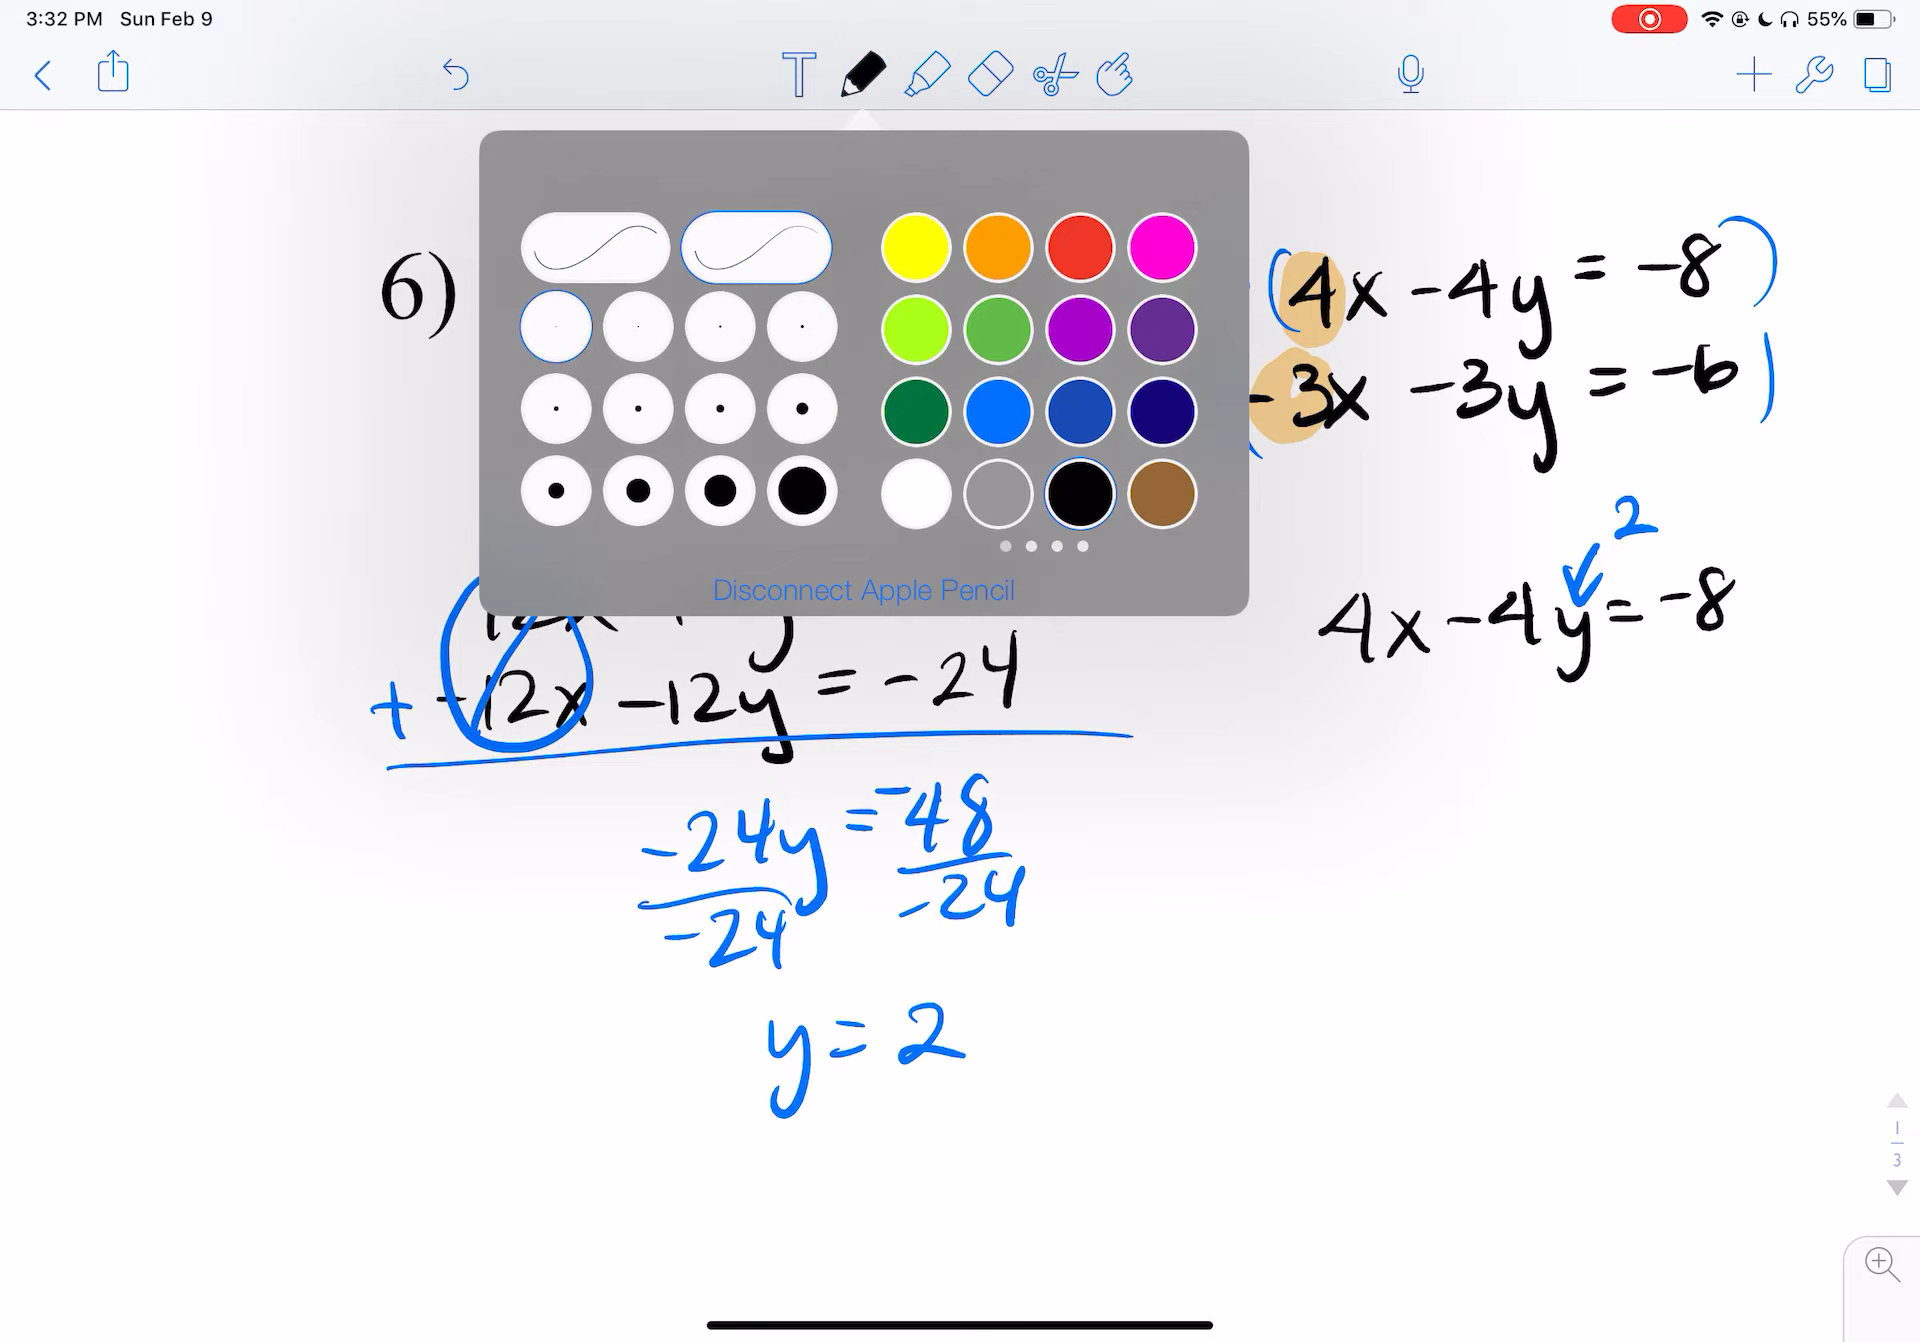 3:32 PM Sun Feb 9
55%
T
6)
(4x -4y = -8)
-3x -3y = -6
2
4x -4y = -8
Disconnect Apple Pencil
+ -12x -12y = -24
-24y = -48
-24 -24
y = 2
1
3